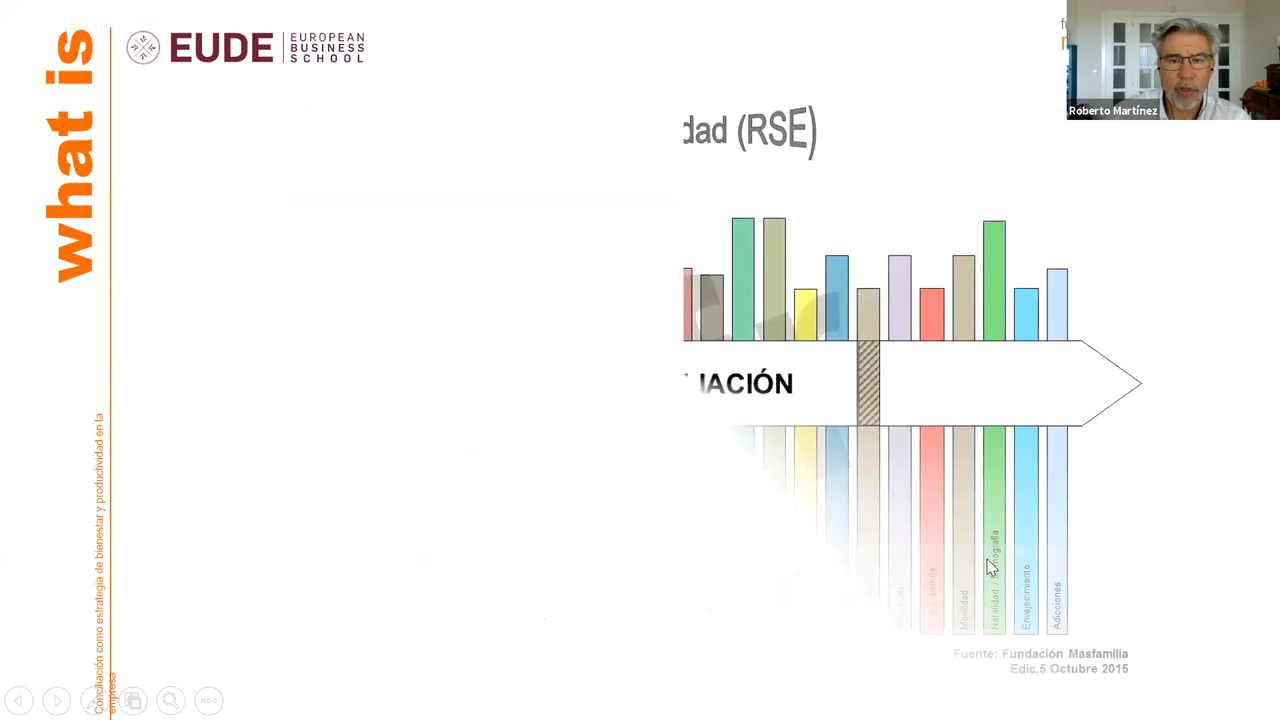 what is
EUDE
EUROPEAN
BUSINESS
SCHOOL
Roberto Martínez
dad (RSE)
IACIÓN
Movilidad
Natalidad /
Envejecimiento
Adicciones
Fuente: Fundación Másfamilia
Edic.5 Octubre 2015
Conciliación como estrategia de bienestar y productividad en la
empresa